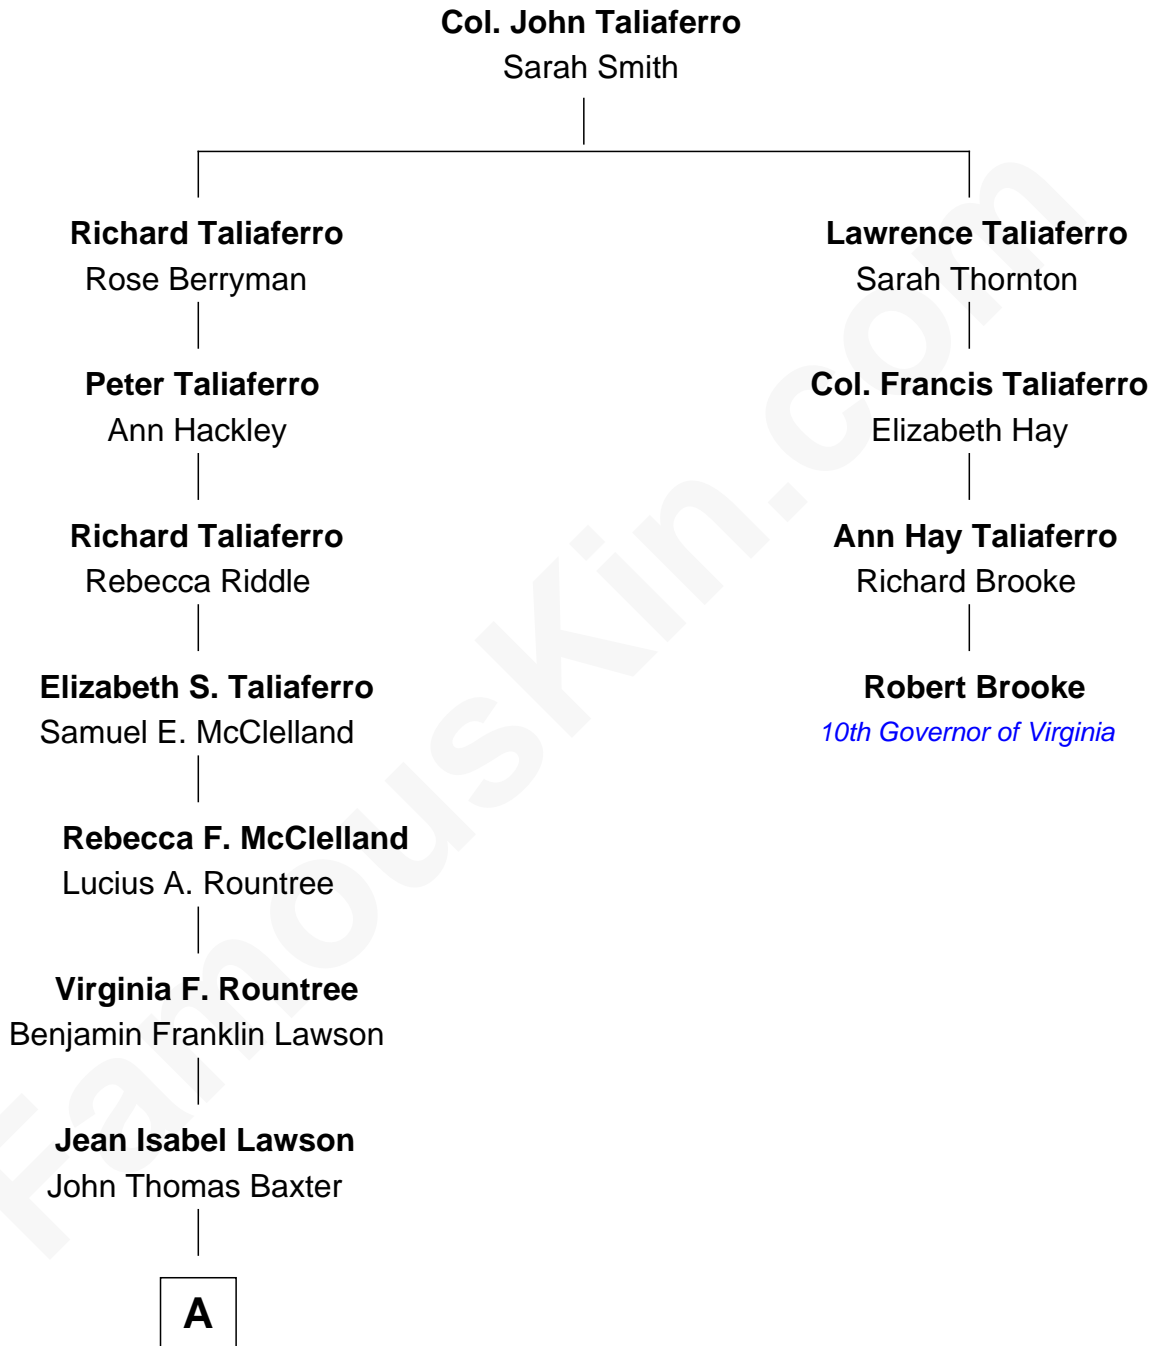 Col. John Taliaferro
Sarah Smith
Richard Taliaferro
Rose Berryman
Lawrence Taliaferro
Sarah Thornton
Peter Taliaferro
Ann Hackley
Col. Francis Taliaferro
Elizabeth Hay
Richard Taliaferro
Rebecca Riddle
Ann Hay Taliaferro
Richard Brooke
Elizabeth S. Taliaferro
Samuel E. McClelland
Robert Brooke
10th Governor of Virginia
Rebecca F. McClelland
Lucius A. Rountree
Virginia F. Rountree
Benjamin Franklin Lawson
Jean Isabel Lawson
John Thomas Baxter
A
FamousKin.com